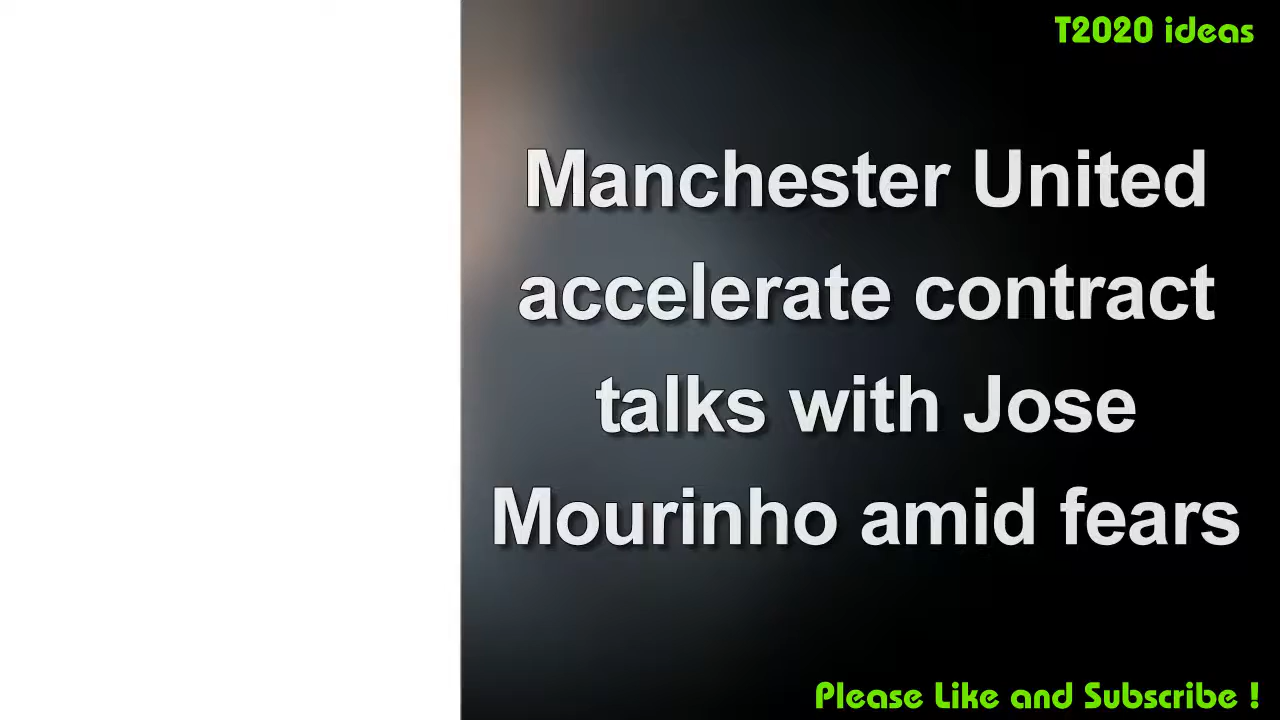 T2020 ideas
Manchester United
accelerate contract
talks with Jose
Mourinho amid fears
Please Like and Subscribe !